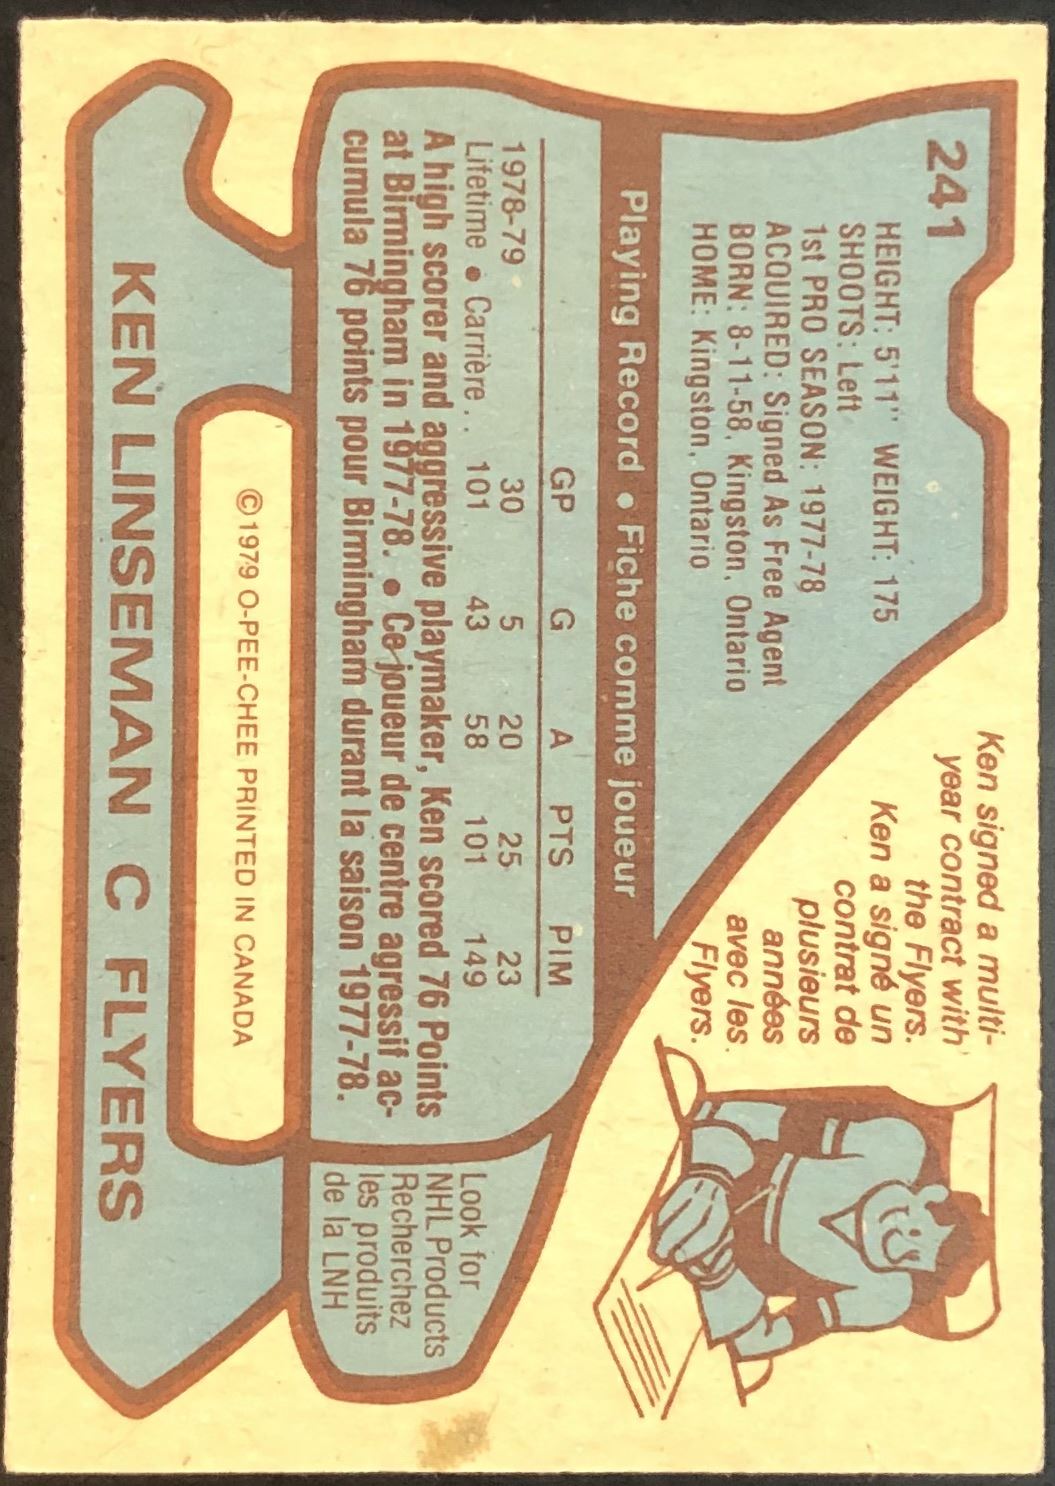 241
HEIGHT: 5'11" WEIGHT: 175
SHOOTS: Left
1st PRO SEASON: 1977-78
ACQUIRED: Signed As Free Agent
BORN: 8-11-58, Kingston, Ontario
HOME: Kingston, Ontario
Ken signed a multi-
year contract with
the Flyers.
Ken a signé un
contrat de
plusieurs
années
avec les
Flyers.
Playing Record • Fiche comme joueur
GP G A PTS PIM
1978-79 30 5 20 25 23
Lifetime • Carrière .. 101 43 58 101 149
A high scorer and aggressive playmaker, Ken scored 76 Points
at Birmingham in 1977-78. • Ce joueur de centre agressif ac-
cumula 76 points pour Birmingham durant la saison 1977-78.
Look for
NHL Products
Recherchez
les produits
de la LNH
©1979 O-PEE-CHEE PRINTED IN CANADA
KEN LINSEMAN C FLYERS